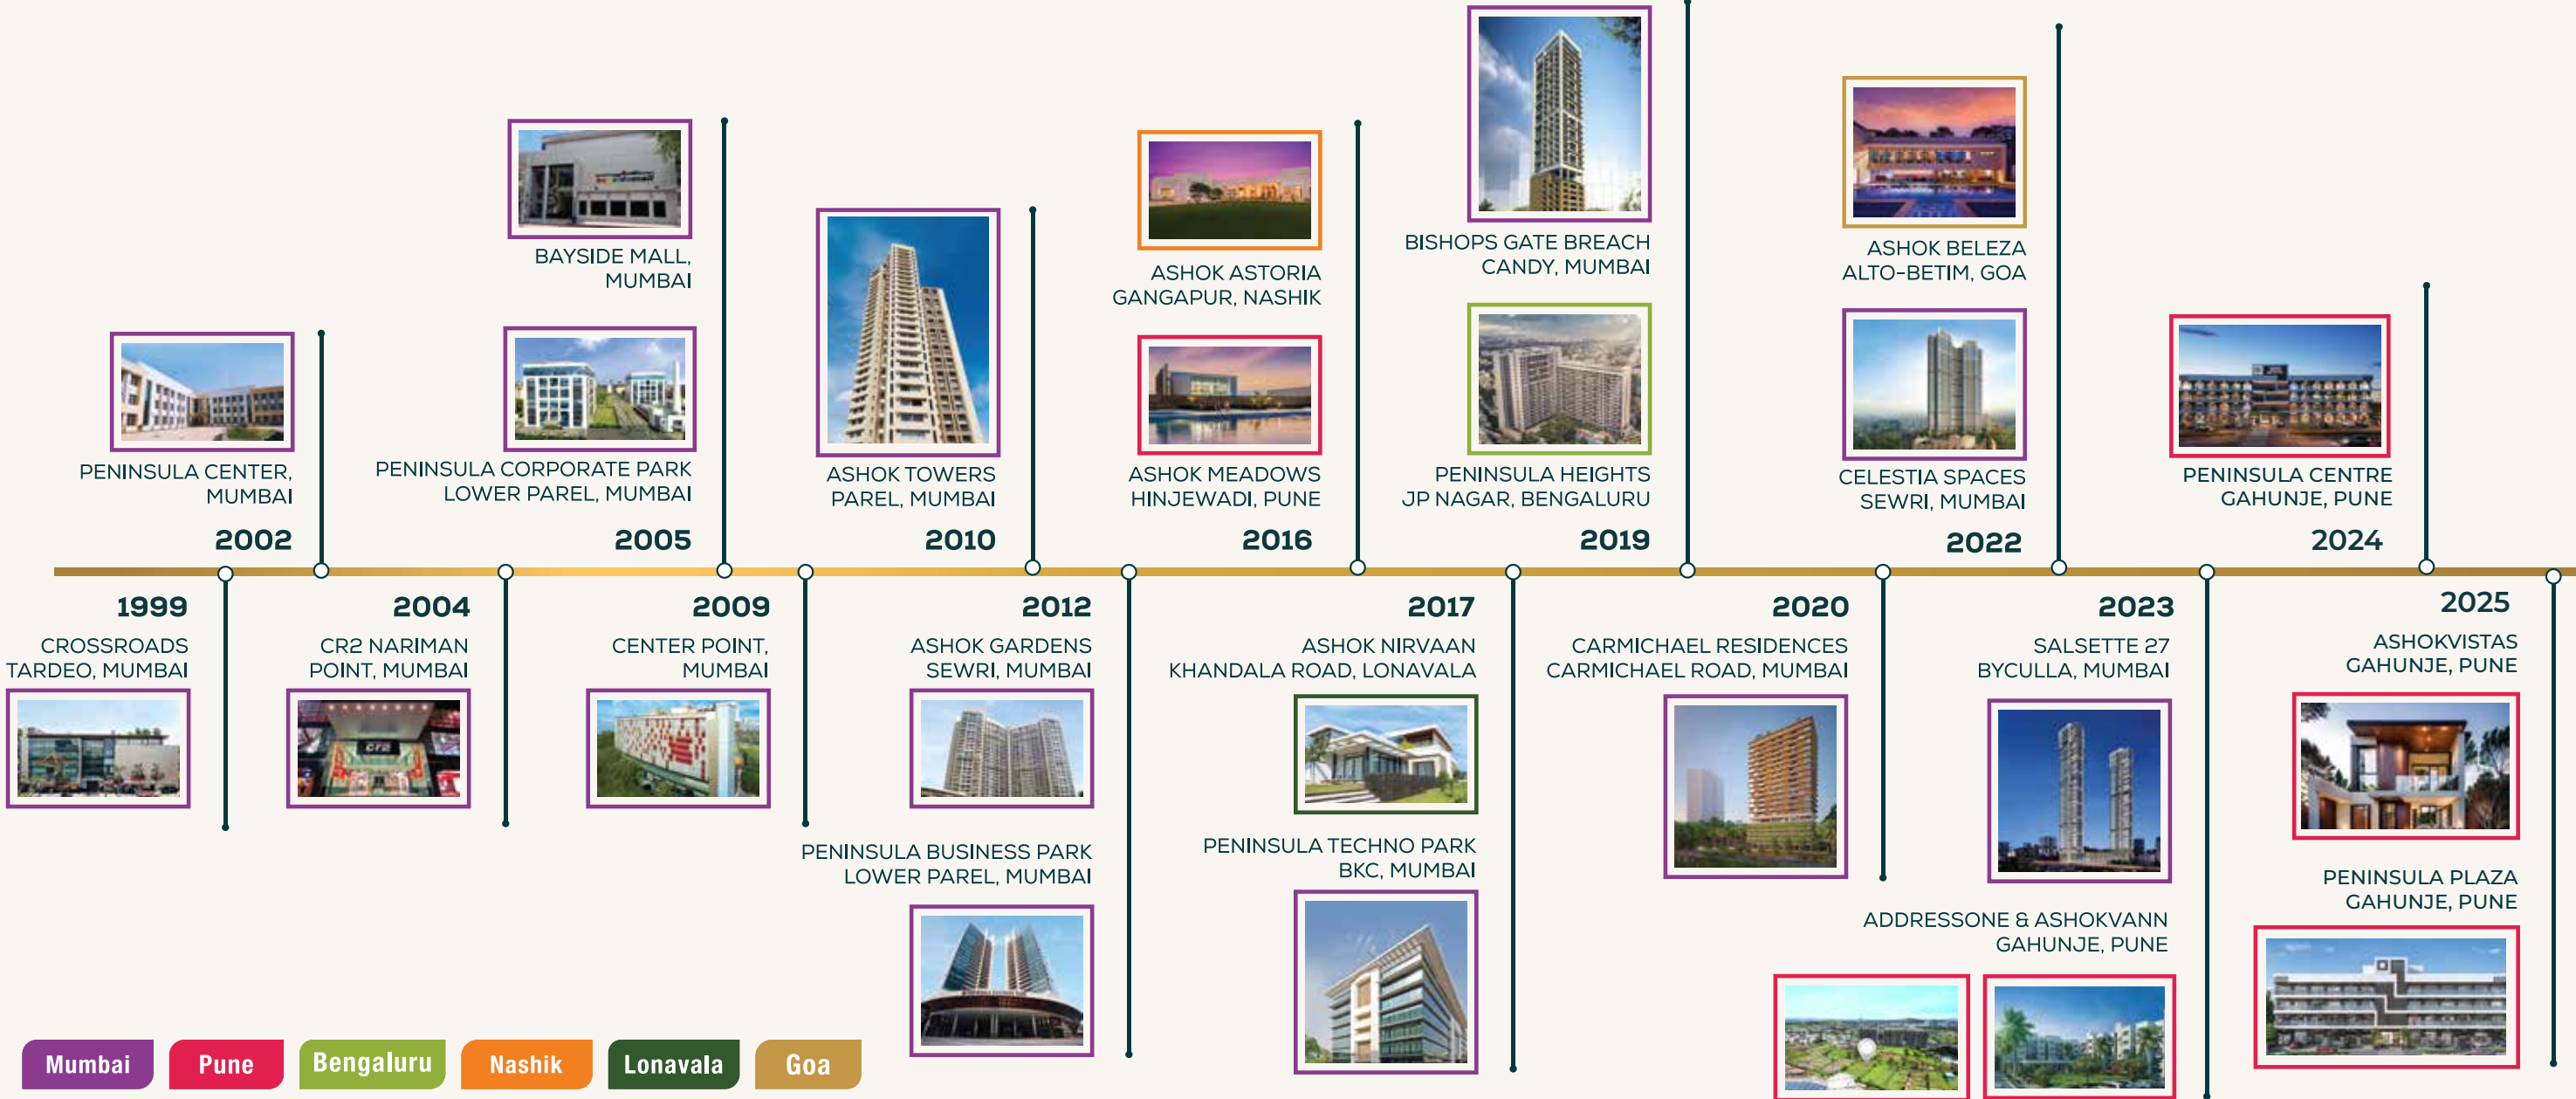 BAYSIDE MALL,
MUMBAI
PENINSULA CENTER,
MUMBAI
2002
PENINSULA CORPORATE PARK
LOWER PAREL, MUMBAI
2005
ASHOK TOWERS
PAREL, MUMBAI
2010
ASHOK ASTORIA
GANGAPUR, NASHIK
ASHOK MEADOWS
HINJEWADI, PUNE
2016
BISHOPS GATE BREACH
CANDY, MUMBAI
PENINSULA HEIGHTS
JP NAGAR, BENGALURU
2019
ASHOK BELEZA
ALTO-BETIM, GOA
CELESTIA SPACES
SEWRI, MUMBAI
2022
PENINSULA CENTRE
GAHUNJE, PUNE
2024
1999
CROSSROADS
TARDEO, MUMBAI
2004
CR2 NARIMAN
POINT, MUMBAI
CR2
2009
CENTER POINT,
MUMBAI
2012
ASHOK GARDENS
SEWRI, MUMBAI
PENINSULA BUSINESS PARK
LOWER PAREL, MUMBAI
2017
ASHOK NIRVAAN
KHANDALA ROAD, LONAVALA
PENINSULA TECHNO PARK
BKC, MUMBAI
2020
CARMICHAEL RESIDENCES
CARMICHAEL ROAD, MUMBAI
2023
SALSETTE 27
BYCULLA, MUMBAI
ADDRESSONE & ASHOKVANN
GAHUNJE, PUNE
2025
ASHOKVISTAS
GAHUNJE, PUNE
PENINSULA PLAZA
GAHUNJE, PUNE
Mumbai
Pune
Bengaluru
Nashik
Lonavala
Goa